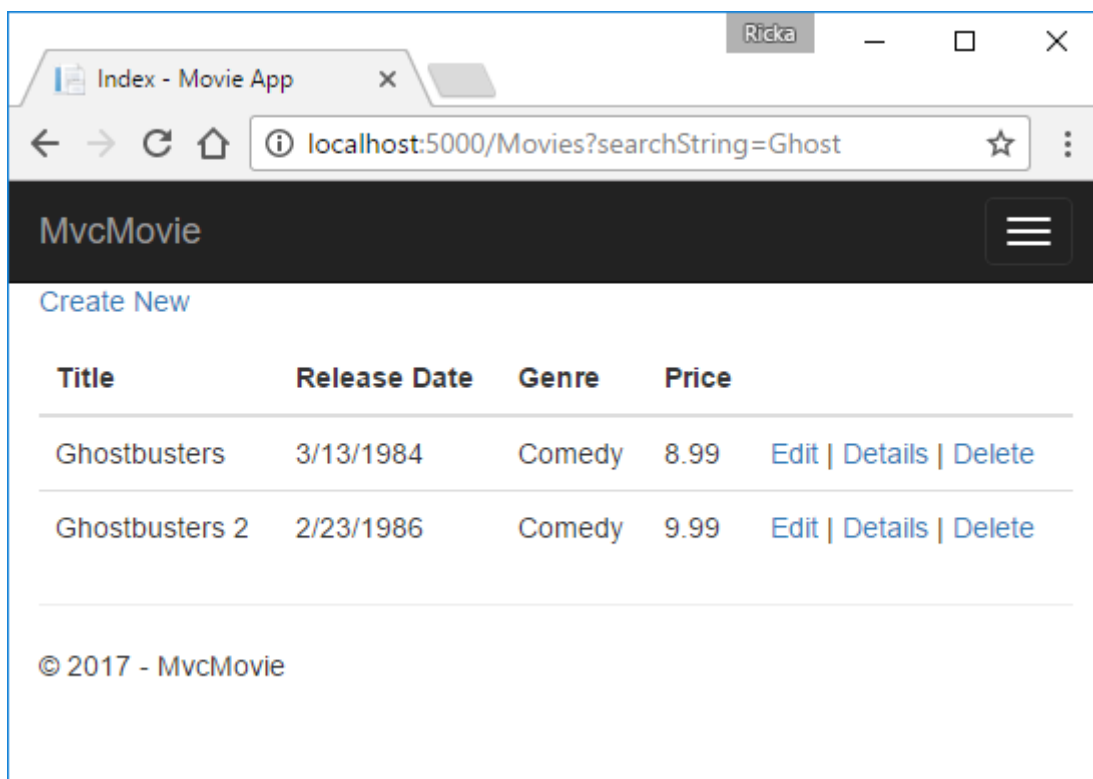 Ricka
Index - Movie App
localhost:5000/Movies?searchString=Ghost
MvcMovie
Create New
Title Release Date Genre Price
Ghostbusters 3/13/1984 Comedy 8.99 Edit | Details | Delete
Ghostbusters 2 2/23/1986 Comedy 9.99 Edit | Details | Delete
© 2017 - MvcMovie